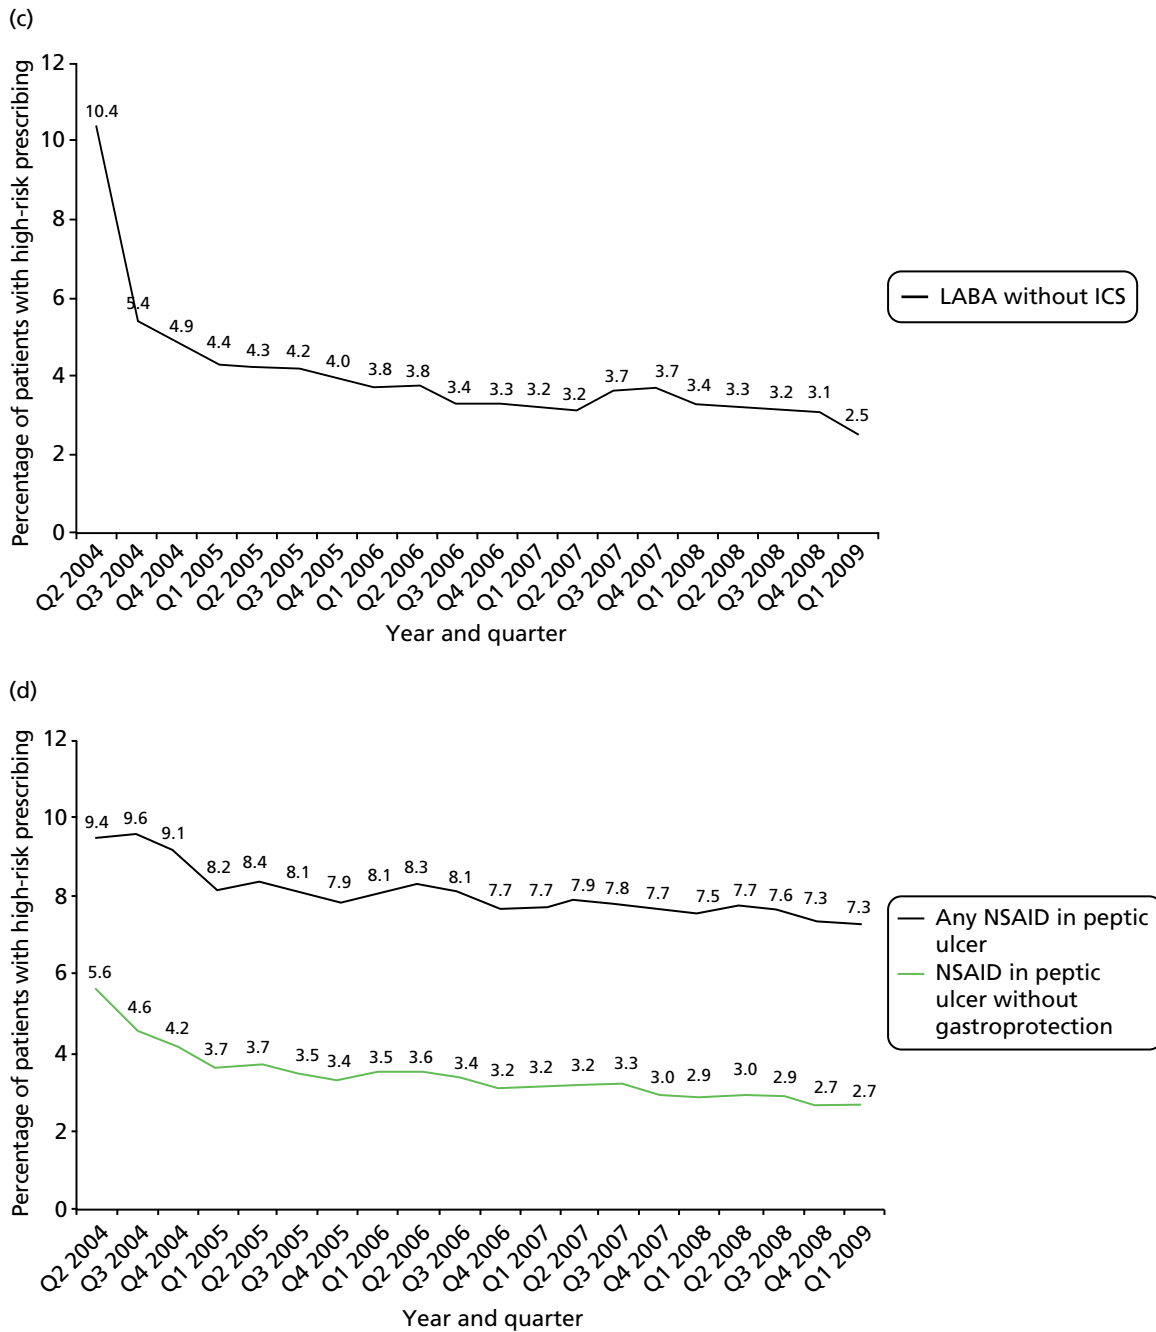 (c)
Percentage of patients with high-risk prescribing
12
10
8
6
4
2
0
10.4
5.4
4.9
4.4
4.3
4.2
4.0
3.8
3.8
3.4
3.3
3.2
3.2
3.7
3.7
3.4
3.3
3.2
3.1
2.5
LABA without ICS
Q2 2004
Q3 2004
Q4 2004
Q1 2005
Q2 2005
Q3 2005
Q4 2005
Q1 2006
Q2 2006
Q3 2006
Q4 2006
Q1 2007
Q2 2007
Q3 2007
Q4 2007
Q1 2008
Q2 2008
Q3 2008
Q4 2008
Q1 2009
Year and quarter
(d)
Percentage of patients with high-risk prescribing
12
10
8
6
4
2
0
9.4
9.6
9.1
8.2
8.4
8.1
7.9
8.1
8.3
8.1
7.7
7.7
7.9
7.8
7.7
7.5
7.7
7.6
7.3
7.3
5.6
4.6
4.2
3.7
3.7
3.5
3.4
3.5
3.6
3.4
3.2
3.2
3.2
3.3
3.0
2.9
3.0
2.9
2.7
2.7
Any NSAID in peptic
ulcer
NSAID in peptic
ulcer without
gastroprotection
Q2 2004
Q3 2004
Q4 2004
Q1 2005
Q2 2005
Q3 2005
Q4 2005
Q1 2006
Q2 2006
Q3 2006
Q4 2006
Q1 2007
Q2 2007
Q3 2007
Q4 2007
Q1 2008
Q2 2008
Q3 2008
Q4 2008
Q1 2009
Year and quarter